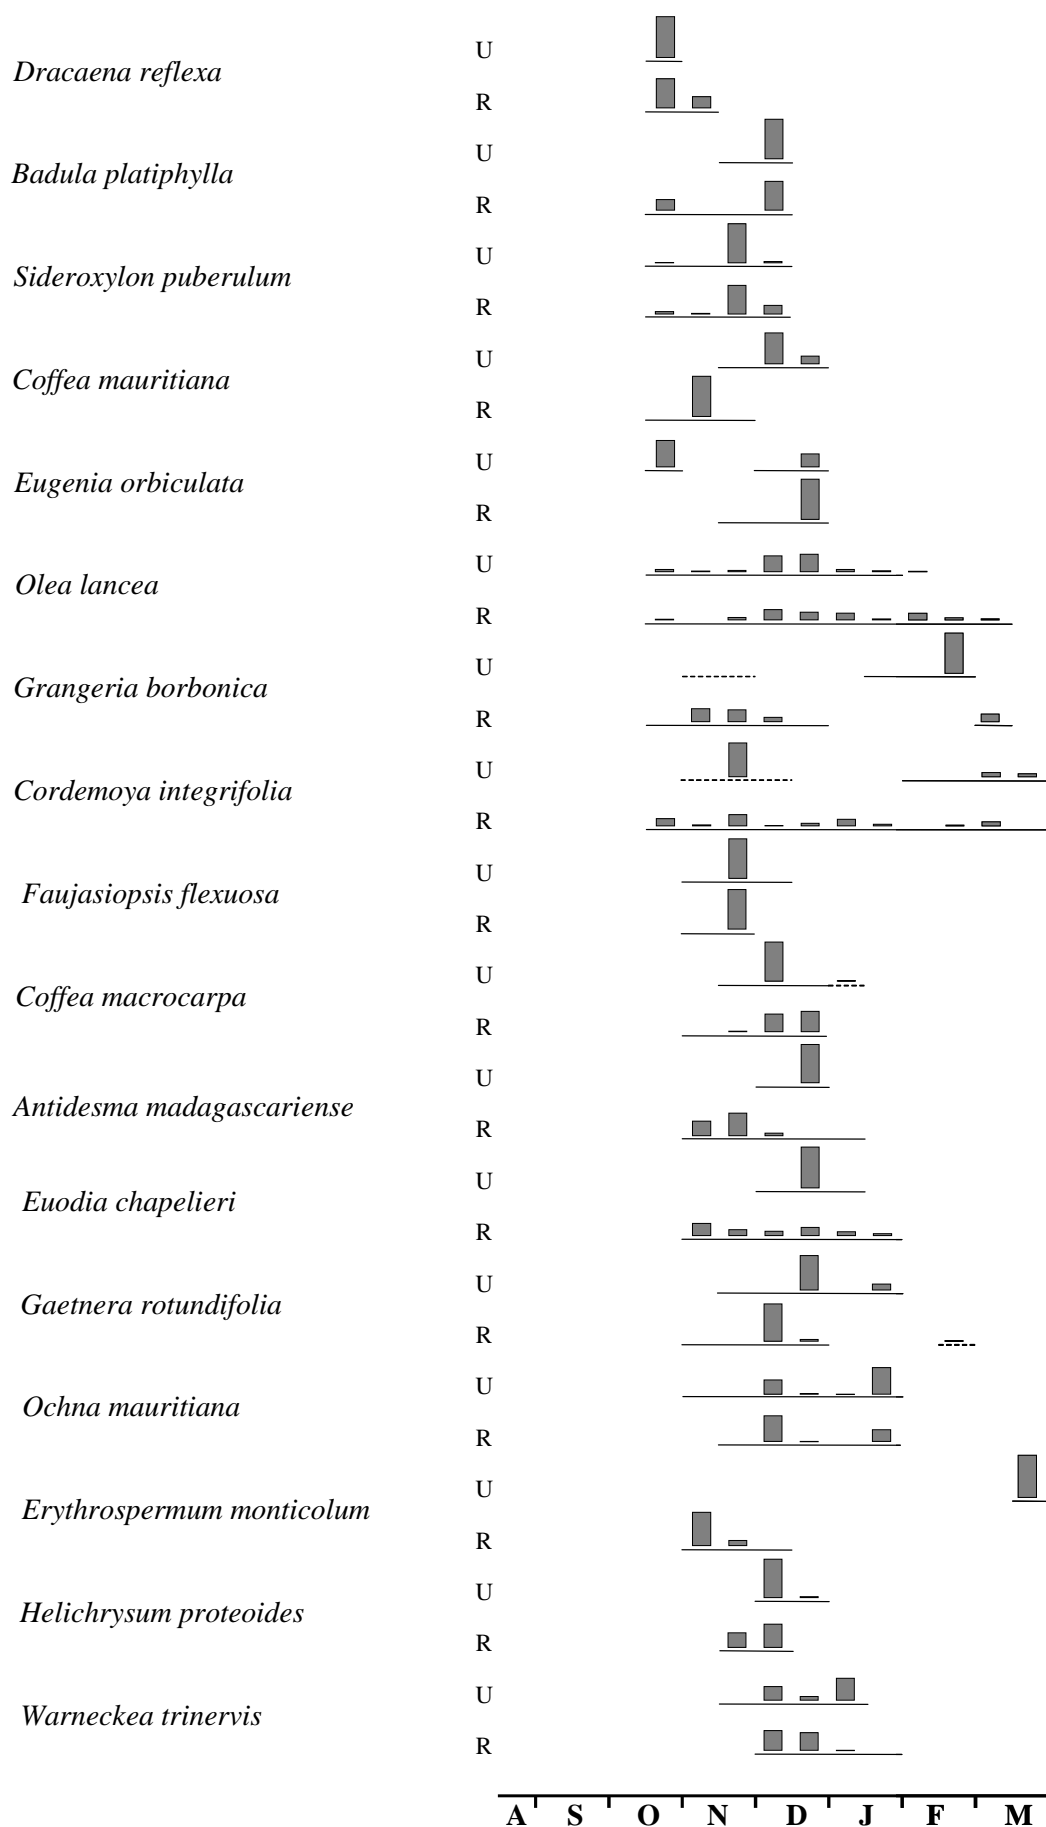 U
Dracaena reflexa
R
U
Badula platiphylla
R
U
Sideroxylon puberulum
R
U
Coffea mauritiana
R
U
Eugenia orbiculata
R
U
Olea lancea
R
U
Grangeria borbonica
R
U
Cordemoya integrifolia
R
U
Faujasiopsis flexuosa
R
U
Coffea macrocarpa
R
U
Antidesma madagascariense
R
U
Euodia chapelieri
R
U
Gaetnera rotundifolia
R
U
Ochna mauritiana
R
U
Erythrospermum monticolum
R
U
Helichrysum proteoides
R
U
Warneckea trinervis
R
A S O N D J F M